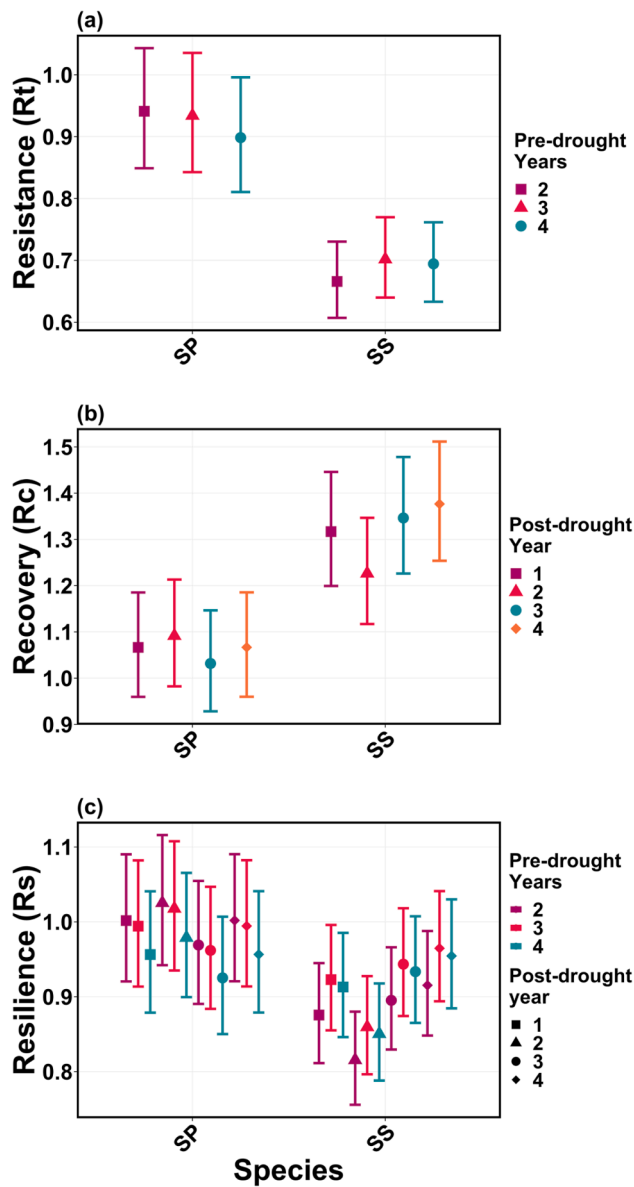 (a)
Resistance (Rt)
1.0
0.9
0.8
0.7
0.6
SP
SS
Pre-drought
Years
2
3
4
(b)
Recovery (Rc)
1.5
1.4
1.3
1.2
1.1
1.0
0.9
SP
SS
Post-drought
Year
1
2
3
4
(c)
Resilience (Rs)
1.1
1.0
0.9
0.8
SP
SS
Species
Pre-drought
Years
2
3
4
Post-drought
year
1
2
3
4